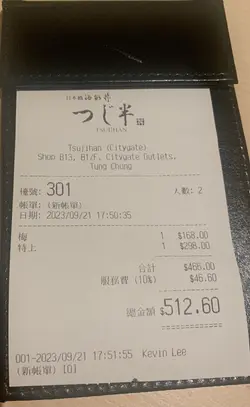 日本橋海鮮丼
つじ半
TSUJIHAN
Tsujihan (Citygate)
Shop B13, B1/F, Citygate Outlets,
Tung Chung
檯號: 301 人數: 2
帳單: (新帳單)
日期: 2023/09/21 17:50:35
梅 1 $168.00
特上 1 $298.00
合計 $466.00
服務費 (10%) $46.60
總金額 $512.60
001-2023/09/21 17:51:55 Kevin Lee
(新帳單) [0]